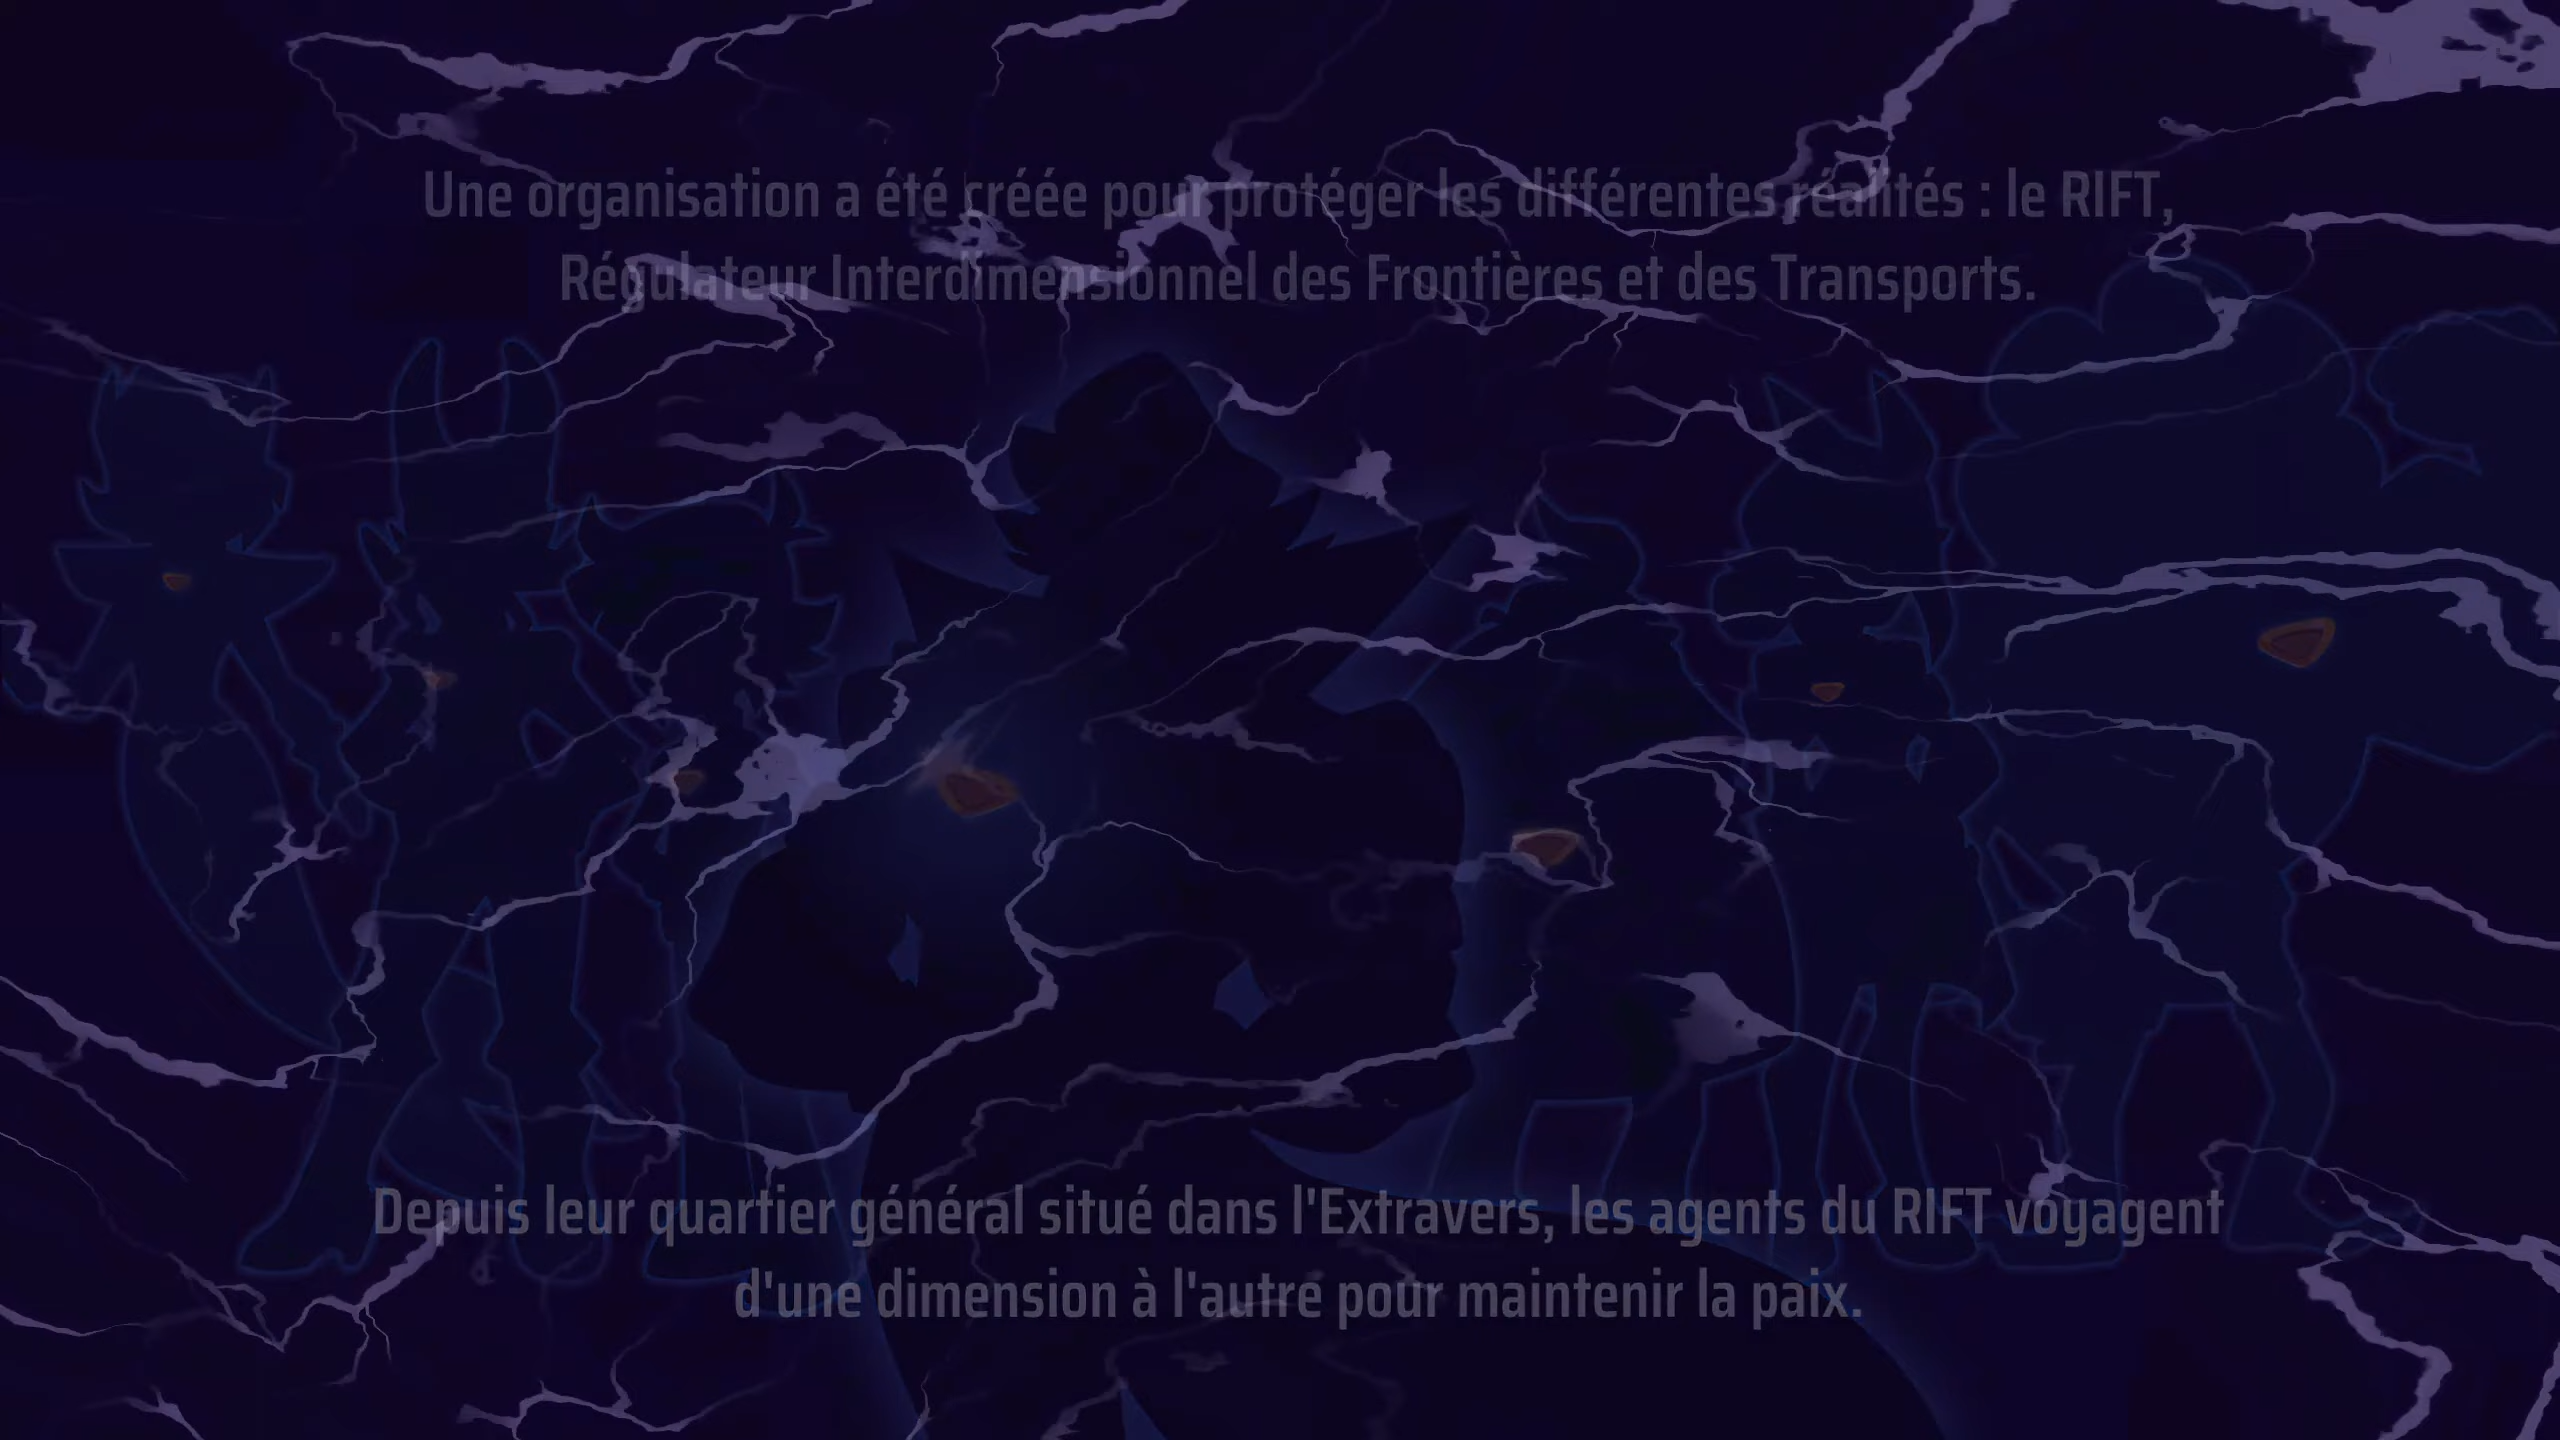 Une organisation a été créée pour protéger les différentes réalités : le RIFT,
Régulateur Interdimensionnel des Frontières et des Transports.
Depuis leur quartier général situé dans l'Extravers, les agents du RIFT voyagent
d'une dimension à l'autre pour maintenir la paix.